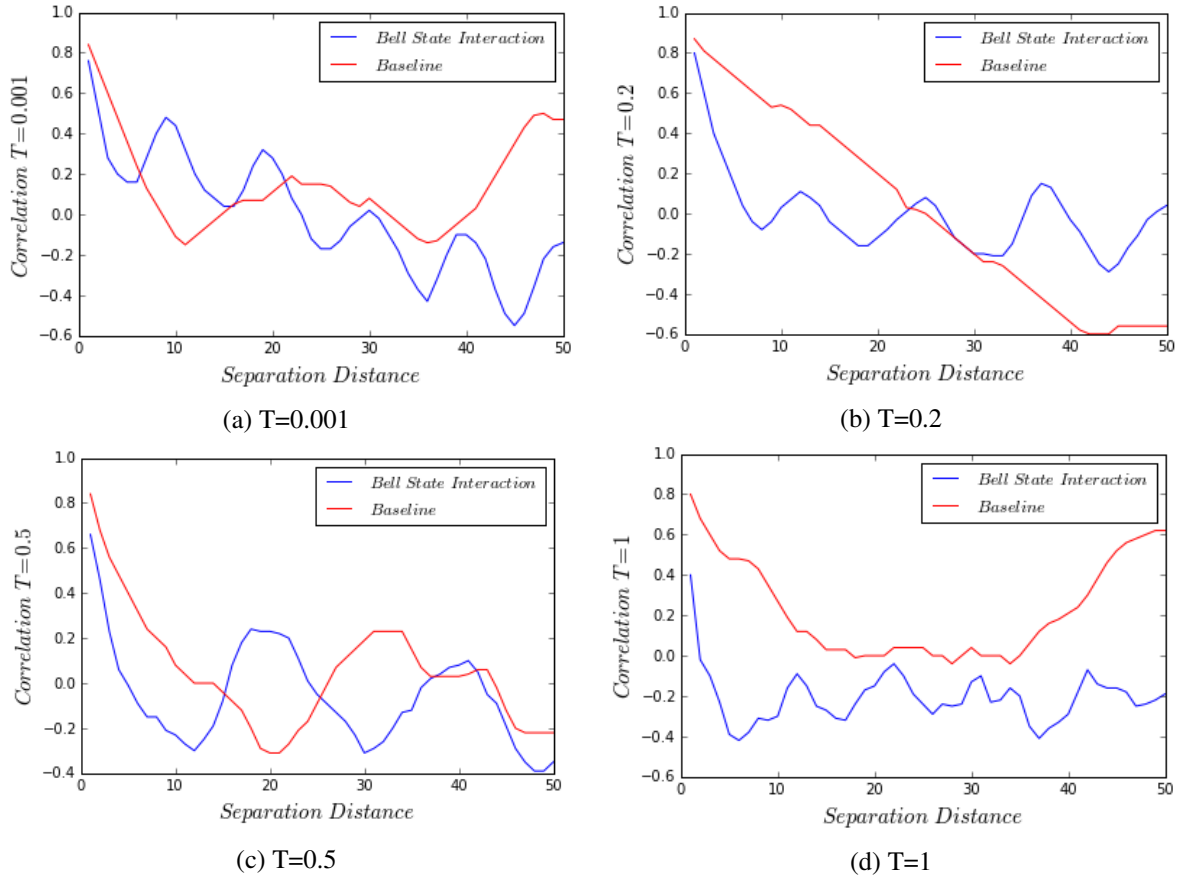 Correlation T=0.001
1.0
0.8
0.6
0.4
0.2
0.0
−0.2
−0.4
−0.6
Bell State Interaction
Baseline
0 10 20 30 40 50
Separation Distance
(a) T=0.001
Correlation T=0.2
1.0
0.8
0.6
0.4
0.2
0.0
−0.2
−0.4
−0.6
Bell State Interaction
Baseline
0 10 20 30 40 50
Separation Distance
(b) T=0.2
Correlation T=0.5
1.0
0.8
0.6
0.4
0.2
0.0
−0.2
−0.4
Bell State Interaction
Baseline
0 10 20 30 40 50
Separation Distance
(c) T=0.5
Correlation T=1
1.0
0.8
0.6
0.4
0.2
0.0
−0.2
−0.4
−0.6
Bell State Interaction
Baseline
0 10 20 30 40 50
Separation Distance
(d) T=1